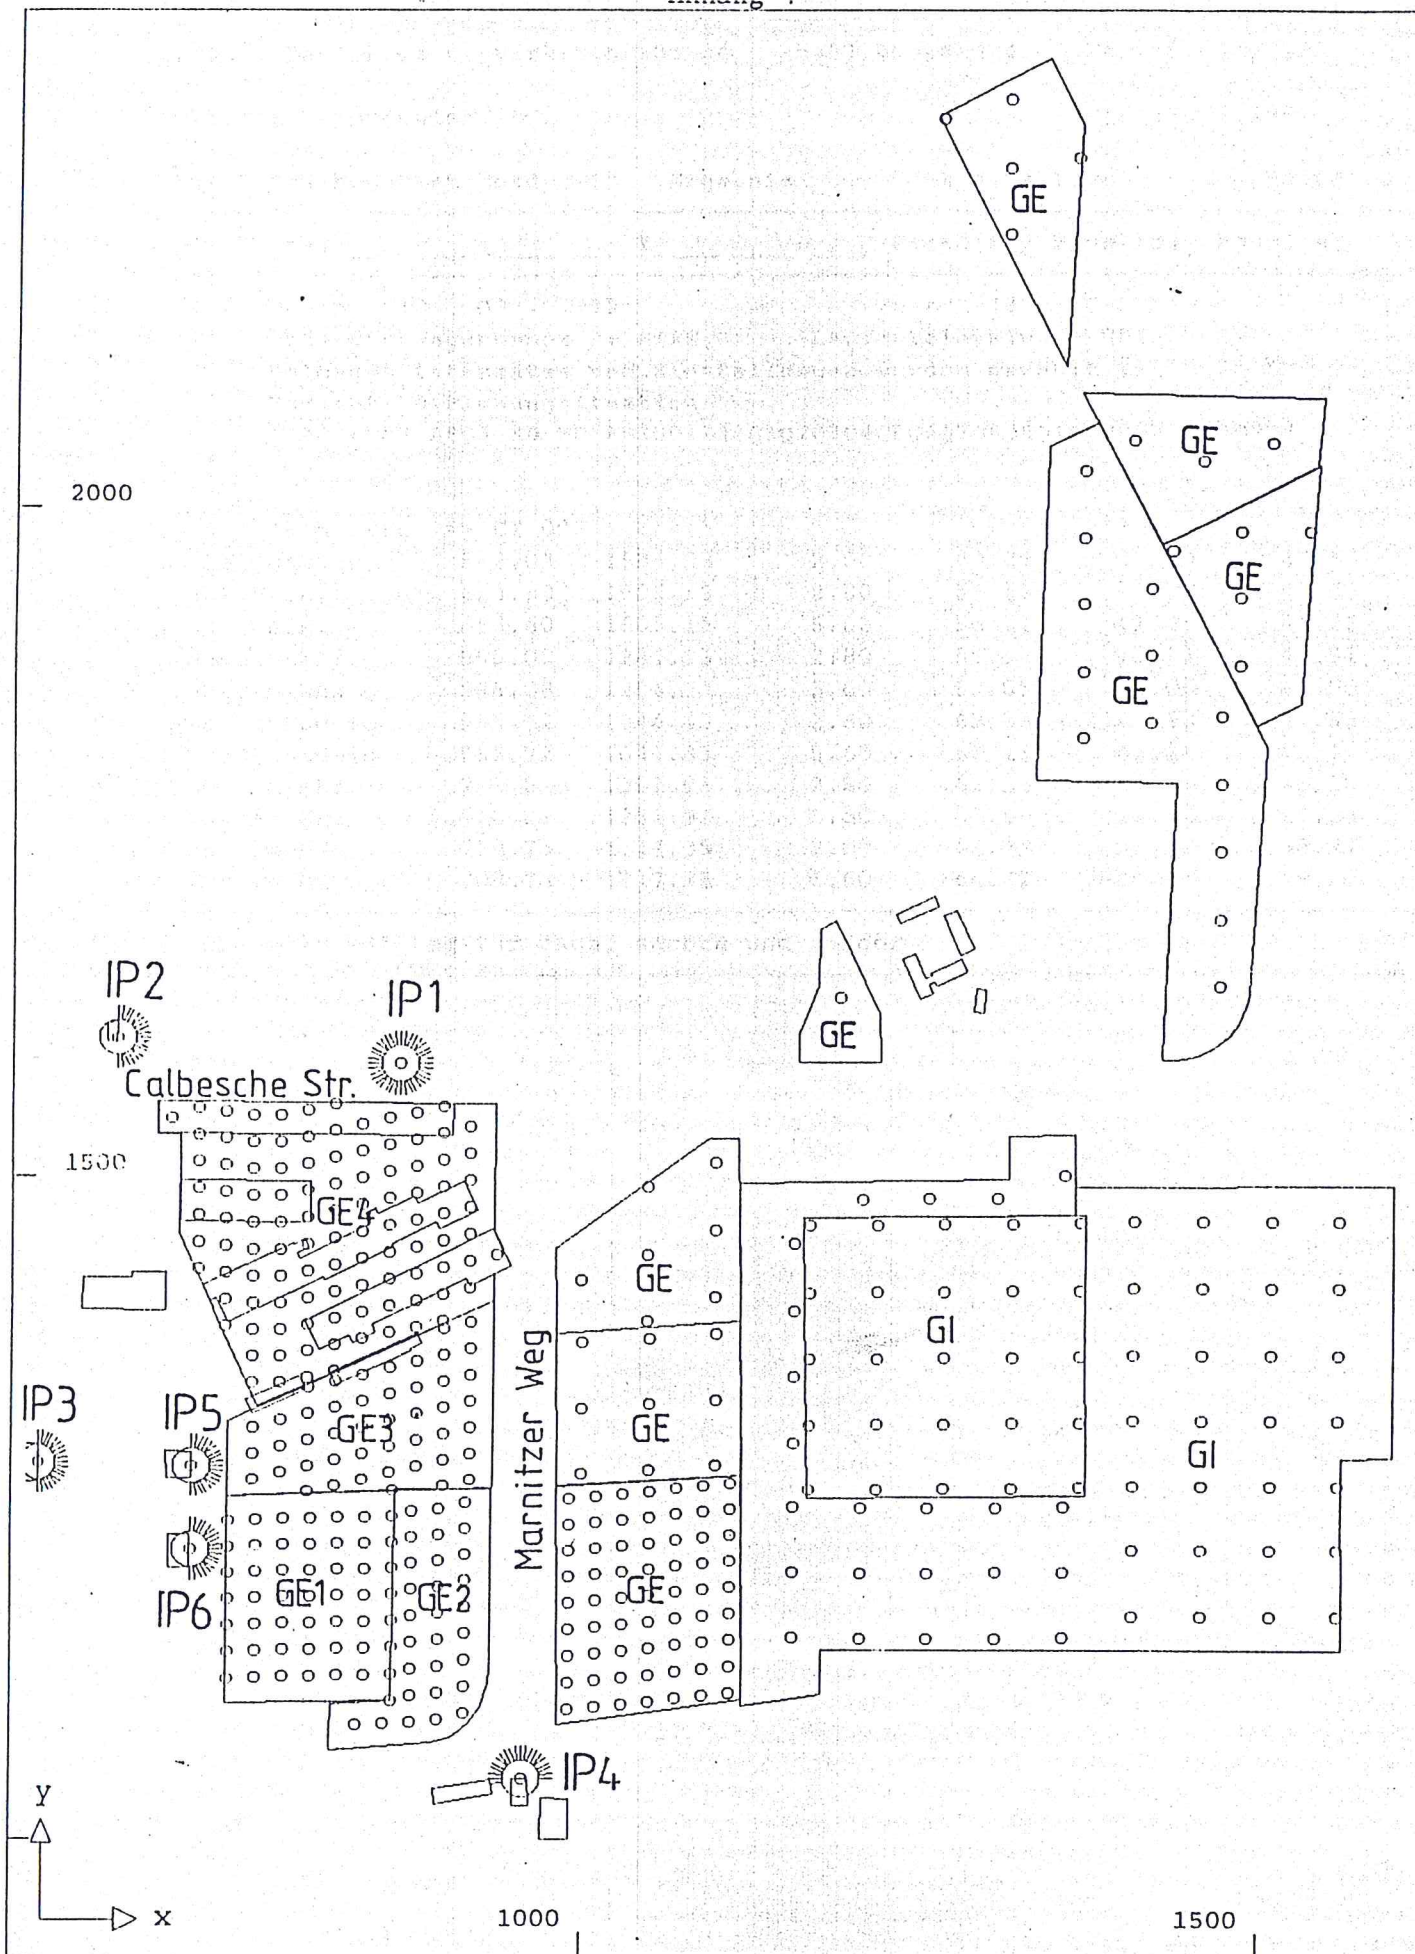 GE
GE
2000
GE
GE
IP2
IP1
GE
Calbesche Str.
1500
GE4
GE
GI
IP3
IP5
GE3
Marnitzer Weg
GE
GI
IP6
GE1
GE2
GE
IP4
y
x
1000
1500